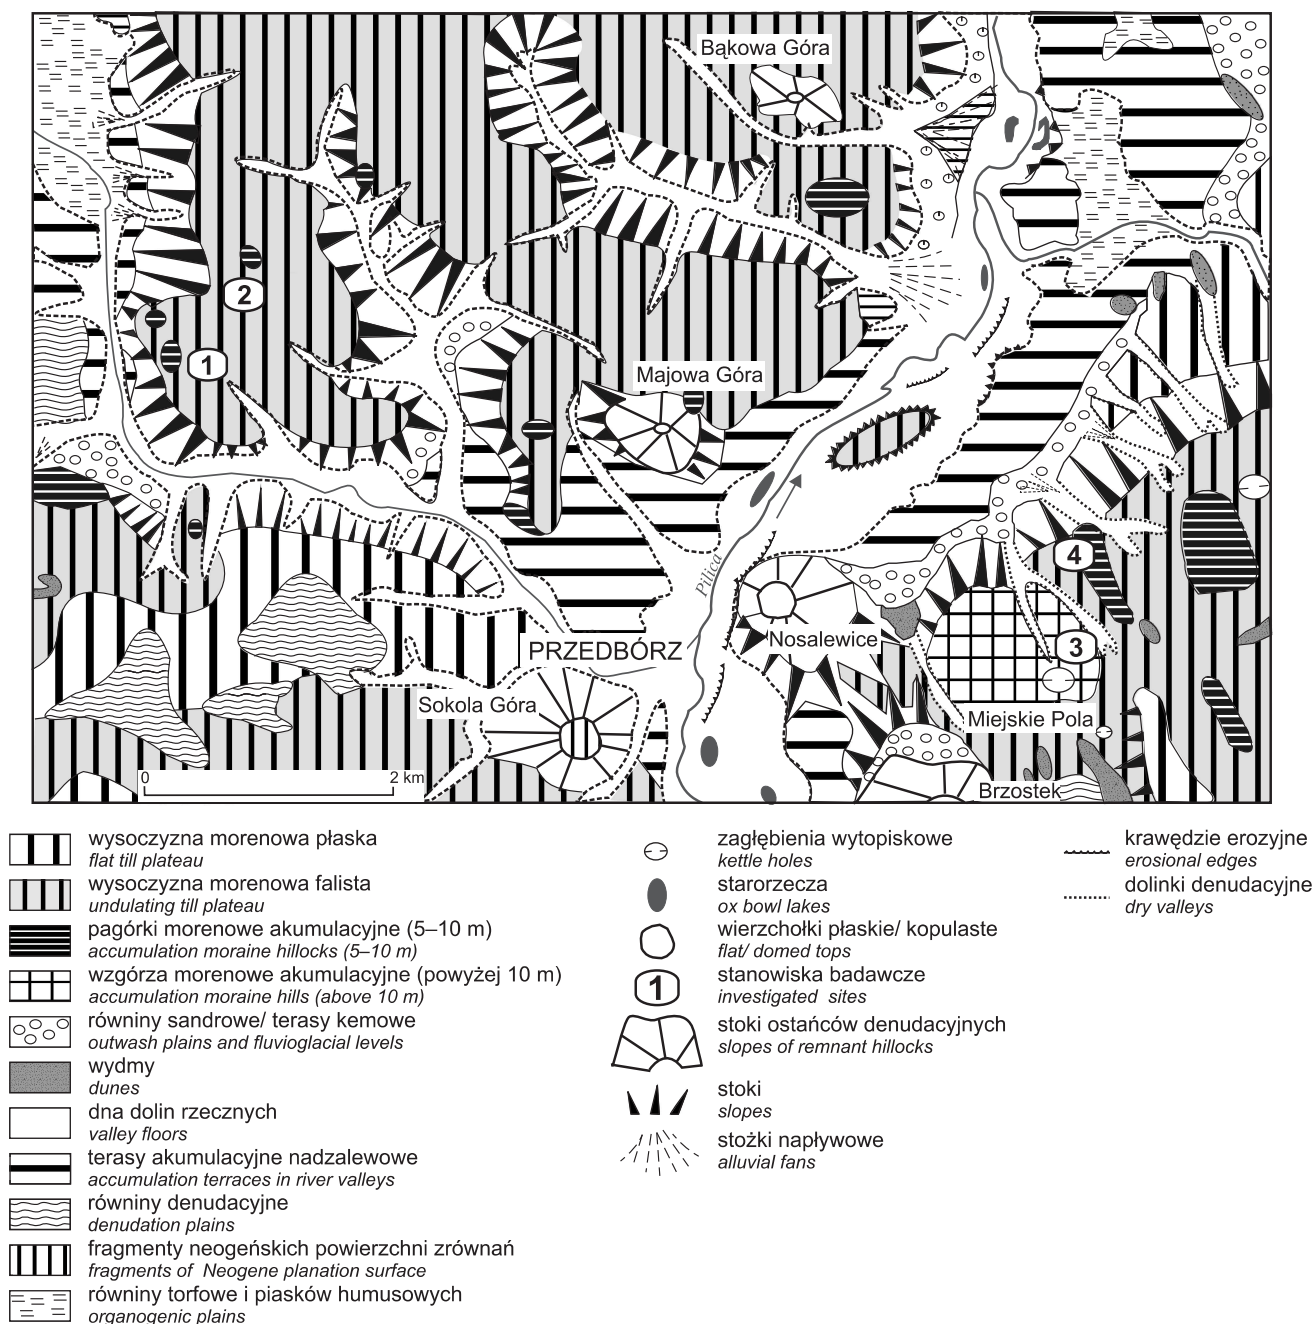 Bąkowa Góra
2
1
Majowa Góra
4
Pilica
Nosalewice
3
PRZEDBÓRZ
Sokola Góra
Miejskie Pola
Brzostek
0 2 km
wysoczyzna morenowa płaska
flat till plateau
wysoczyzna morenowa falista
undulating till plateau
pagórki morenowe akumulacyjne (5–10 m)
accumulation moraine hillocks (5–10 m)
wzgórza morenowe akumulacyjne (powyżej 10 m)
accumulation moraine hills (above 10 m)
równiny sandrowe/ terasy kemowe
outwash plains and fluvioglacial levels
wydmy
dunes
dna dolin rzecznych
valley floors
terasy akumulacyjne nadzalewowe
accumulation terraces in river valleys
równiny denudacyjne
denudation plains
fragmenty neogeńskich powierzchni zrównań
fragments of Neogene planation surface
równiny torfowe i piasków humusowych
organogenic plains
zagłębienia wytopiskowe
kettle holes
starorzecza
ox bowl lakes
wierzchołki płaskie/ kopulaste
flat/ domed tops
1
stanowiska badawcze
investigated sites
stoki ostańców denudacyjnych
slopes of remnant hillocks
stoki
slopes
stożki napływowe
alluvial fans
krawędzie erozyjne
erosional edges
dolinki denudacyjne
dry valleys